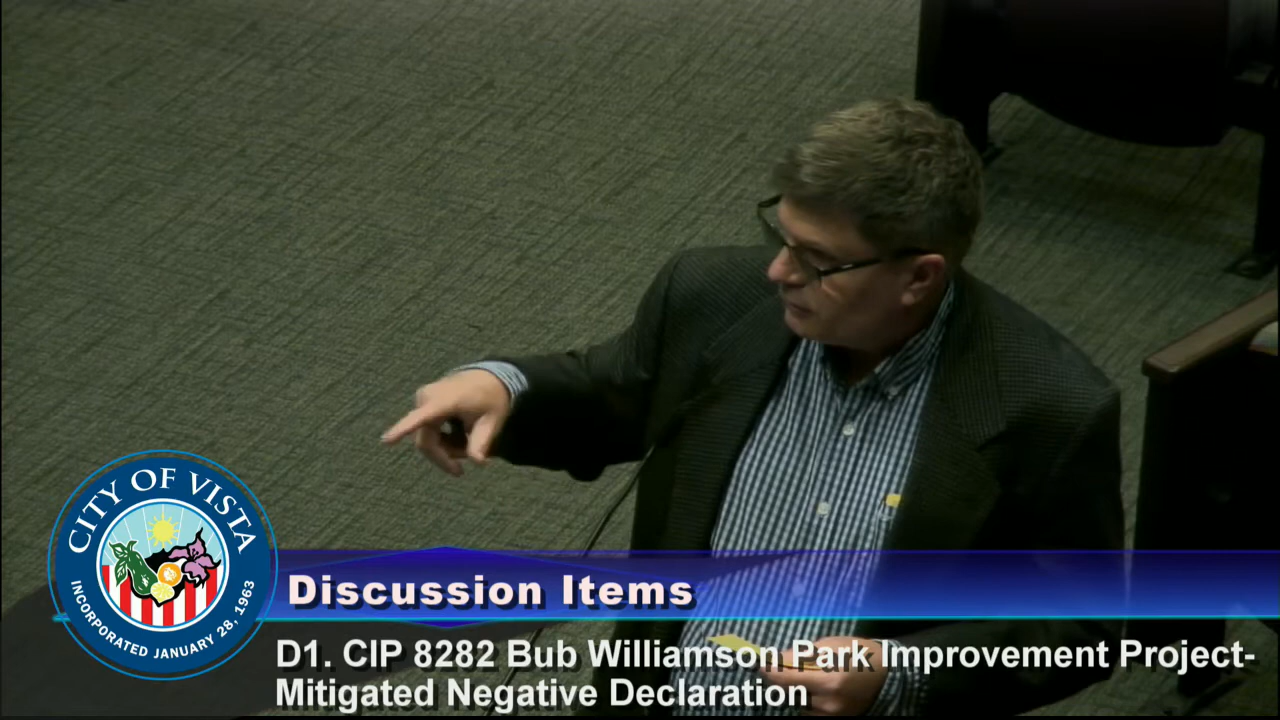 CITY OF VISTA
INCORPORATED JANUARY 28, 1963
Discussion Items
D1. CIP 8282 Bub Williamson Park Improvement Project-
Mitigated Negative Declaration